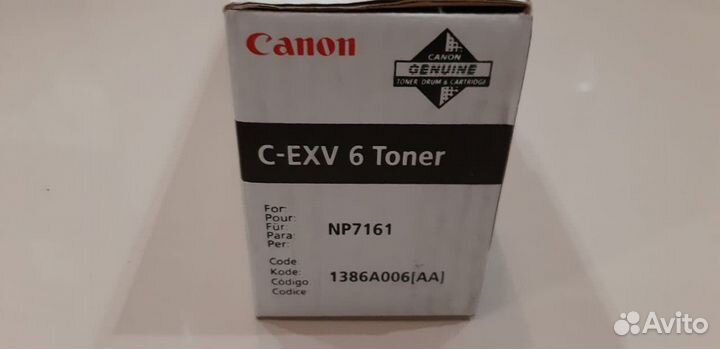 Canon
CANON
GENUINE
TONER DRUM & CARTRIDGE
C-EXV 6 Toner
For:
Pour:
Für:
Para:
Per:
NP7161
Code:
Kode:
Código
Codice
1386A006[AA]
Avito